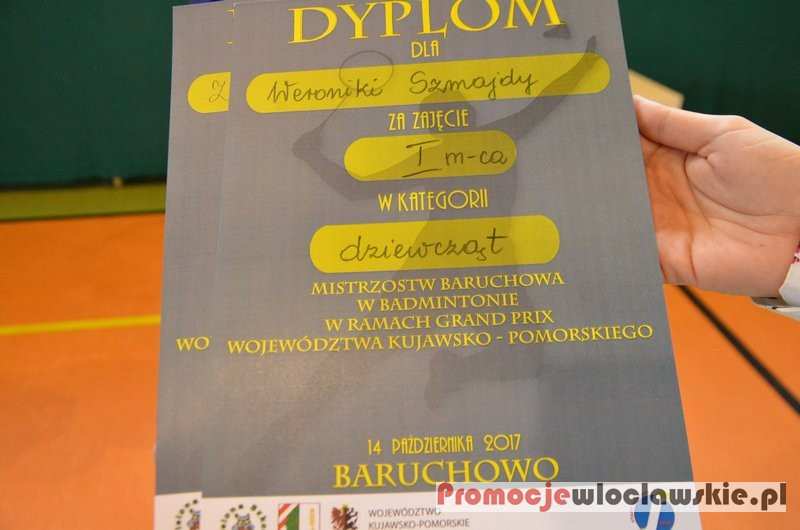 DYPLOM
DLA
Weroniki Szmajdy
ZA ZAJĘCIE
I m-ca
W KATEGORII
dziewcząt
MISTRZOSTW BARUCHOWA
W BADMINTONIE
W RAMACH GRAND PRIX
WO WOJEWÓDZTWA KUJAWSKO - POMORSKIEGO
14 PAŹDZIERNIKA 2017
BARUCHOWO
Promocjewloclawskie.pl
WOJEWÓDZTWO
KUJAWSKO-POMORSKIE